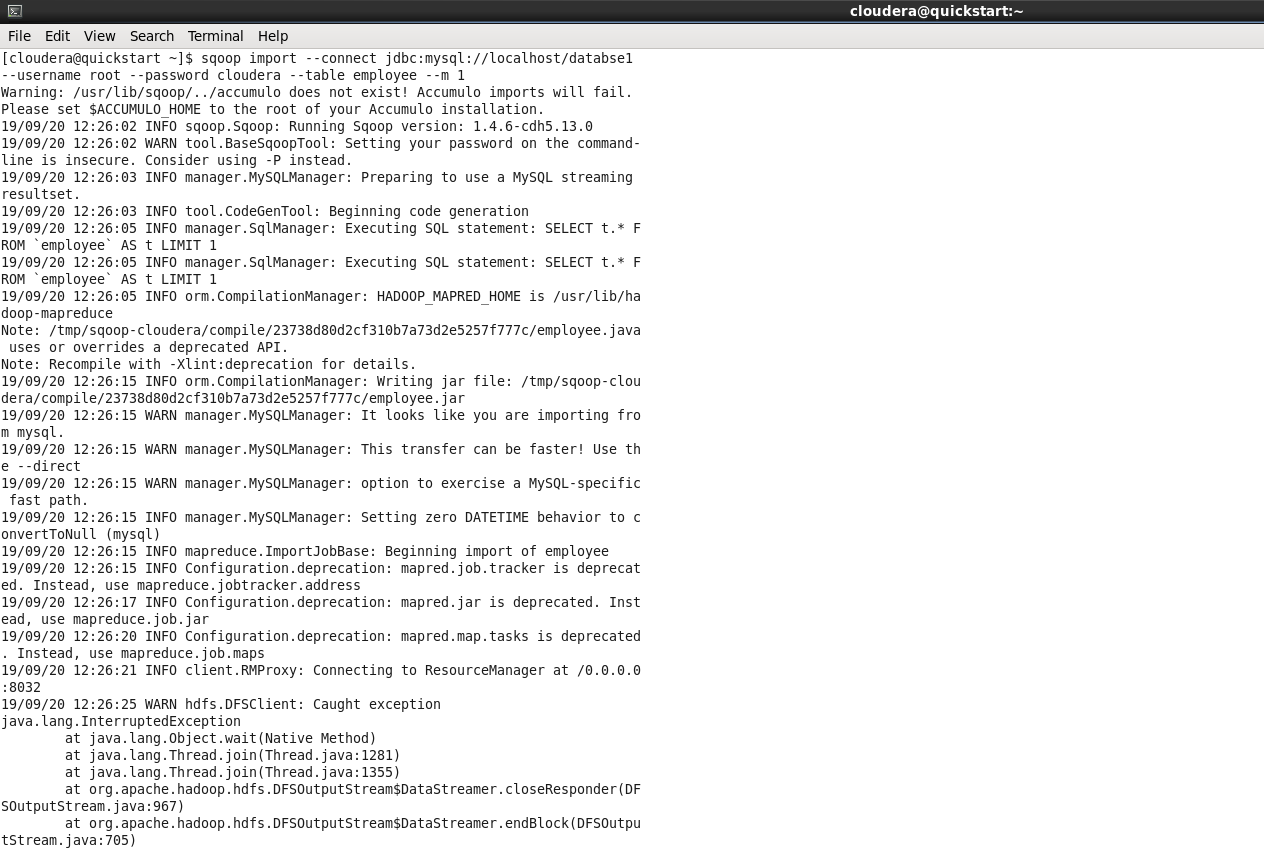 cloudera@quickstart:~
File Edit View Search Terminal Help
[cloudera@quickstart ~]$ sqoop import --connect jdbc:mysql://localhost/databse1
--username root --password cloudera --table employee --m 1
Warning: /usr/lib/sqoop/../accumulo does not exist! Accumulo imports will fail.
Please set $ACCUMULO_HOME to the root of your Accumulo installation.
19/09/20 12:26:02 INFO sqoop.Sqoop: Running Sqoop version: 1.4.6-cdh5.13.0
19/09/20 12:26:02 WARN tool.BaseSqoopTool: Setting your password on the command-
line is insecure. Consider using -P instead.
19/09/20 12:26:03 INFO manager.MySQLManager: Preparing to use a MySQL streaming
resultset.
19/09/20 12:26:03 INFO tool.CodeGenTool: Beginning code generation
19/09/20 12:26:05 INFO manager.SqlManager: Executing SQL statement: SELECT t.* F
ROM `employee` AS t LIMIT 1
19/09/20 12:26:05 INFO manager.SqlManager: Executing SQL statement: SELECT t.* F
ROM `employee` AS t LIMIT 1
19/09/20 12:26:05 INFO orm.CompilationManager: HADOOP_MAPRED_HOME is /usr/lib/ha
doop-mapreduce
Note: /tmp/sqoop-cloudera/compile/23738d80d2cf310b7a73d2e5257f777c/employee.java
 uses or overrides a deprecated API.
Note: Recompile with -Xlint:deprecation for details.
19/09/20 12:26:15 INFO orm.CompilationManager: Writing jar file: /tmp/sqoop-clou
dera/compile/23738d80d2cf310b7a73d2e5257f777c/employee.jar
19/09/20 12:26:15 WARN manager.MySQLManager: It looks like you are importing fro
m mysql.
19/09/20 12:26:15 WARN manager.MySQLManager: This transfer can be faster! Use th
e --direct
19/09/20 12:26:15 WARN manager.MySQLManager: option to exercise a MySQL-specific
 fast path.
19/09/20 12:26:15 INFO manager.MySQLManager: Setting zero DATETIME behavior to c
onvertToNull (mysql)
19/09/20 12:26:15 INFO mapreduce.ImportJobBase: Beginning import of employee
19/09/20 12:26:15 INFO Configuration.deprecation: mapred.job.tracker is deprecat
ed. Instead, use mapreduce.jobtracker.address
19/09/20 12:26:17 INFO Configuration.deprecation: mapred.jar is deprecated. Inst
ead, use mapreduce.job.jar
19/09/20 12:26:20 INFO Configuration.deprecation: mapred.map.tasks is deprecated
. Instead, use mapreduce.job.maps
19/09/20 12:26:21 INFO client.RMProxy: Connecting to ResourceManager at /0.0.0.0
:8032
19/09/20 12:26:25 WARN hdfs.DFSClient: Caught exception
java.lang.InterruptedException
        at java.lang.Object.wait(Native Method)
        at java.lang.Thread.join(Thread.java:1281)
        at java.lang.Thread.join(Thread.java:1355)
        at org.apache.hadoop.hdfs.DFSOutputStream$DataStreamer.closeResponder(DF
SOutputStream.java:967)
        at org.apache.hadoop.hdfs.DFSOutputStream$DataStreamer.endBlock(DFSOutpu
tStream.java:705)